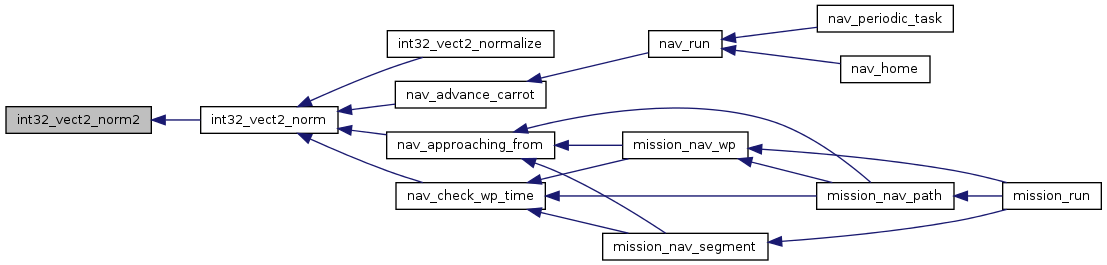 nav_periodic_task
int32_vect2_normalize
nav_run
nav_home
nav_advance_carrot
int32_vect2_norm2
int32_vect2_norm
nav_approaching_from
mission_nav_wp
nav_check_wp_time
mission_nav_path
mission_run
mission_nav_segment